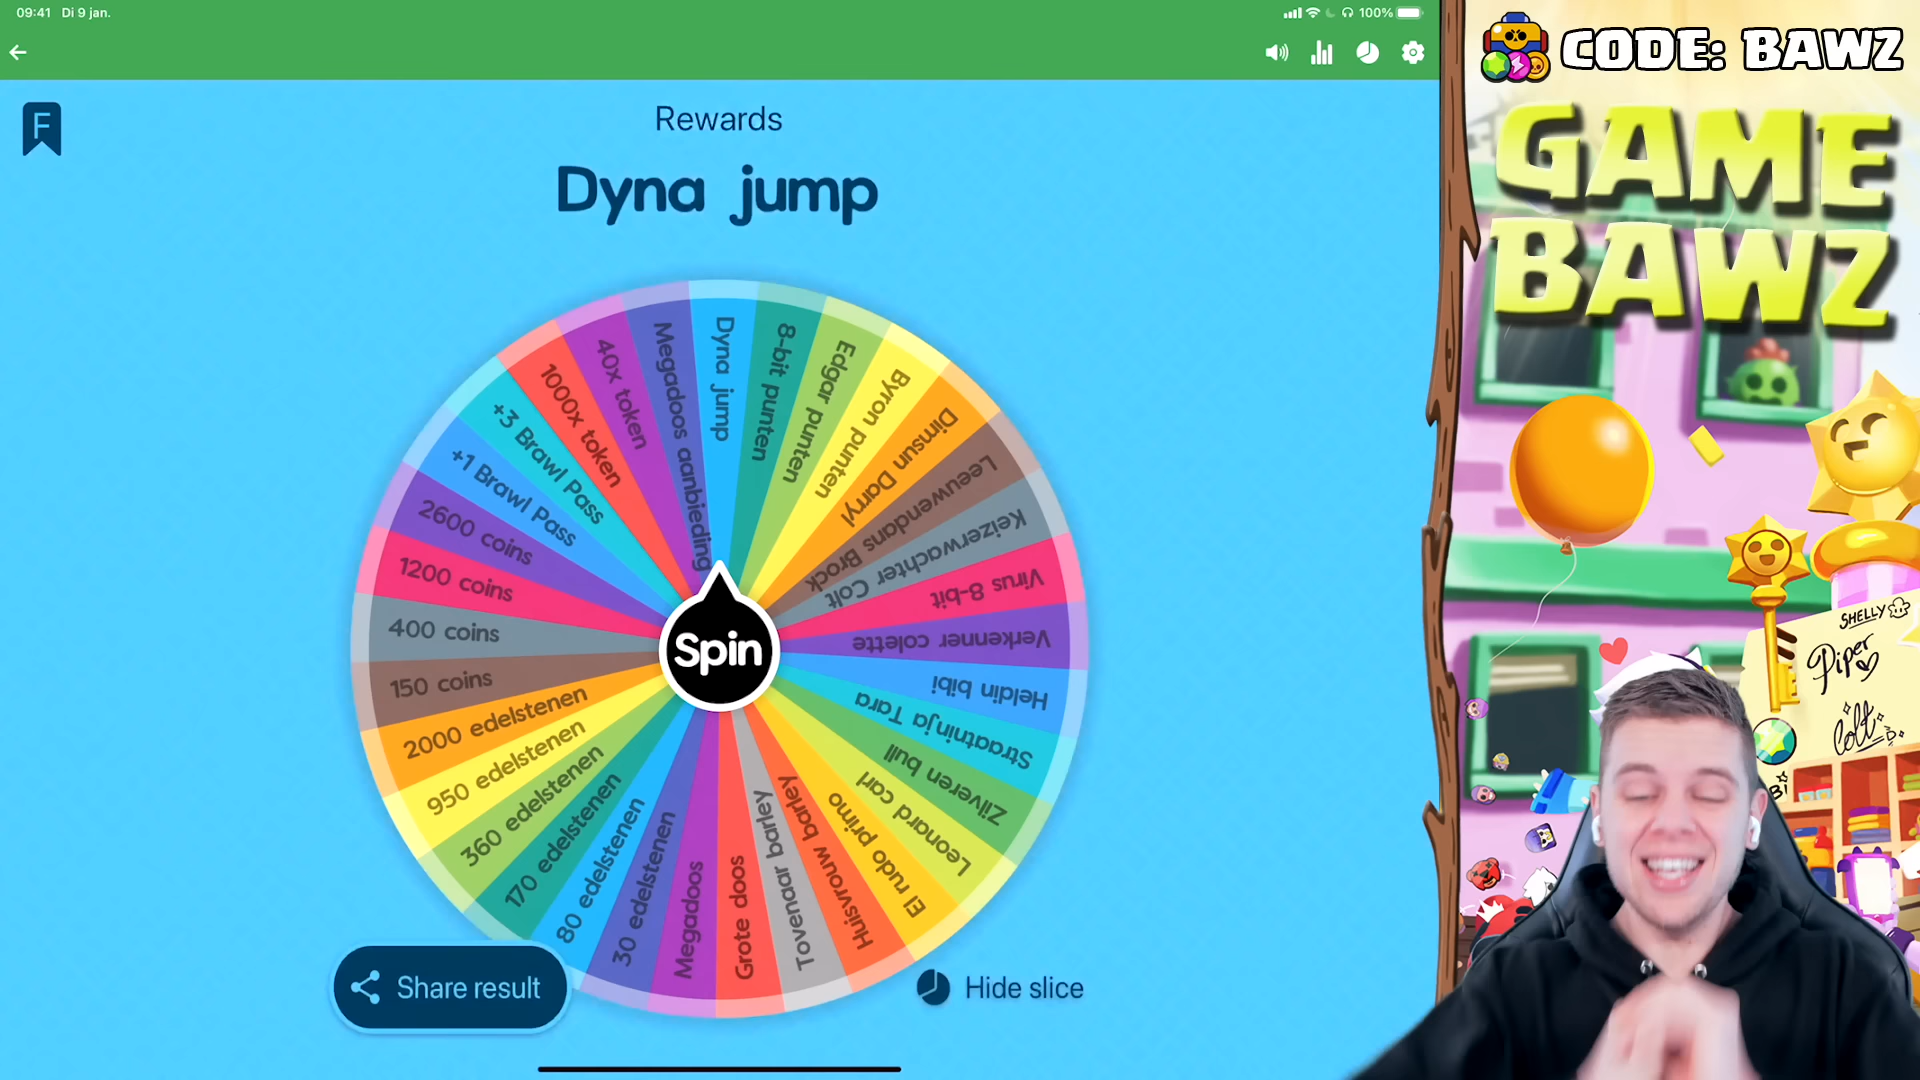 09:41 Di 9 jan.
100%
CODE: BAWZ
GAME
BAWZ
F
Rewards
Dyna jump
Dyna jump
8-bit punten
Edgar punten
Byron punten
Dimsun Darryl
Leeuwendans Brock
Keizerwachter Colt
Virus 8-bit
Verkenner colette
Heldin bibi
Straatninja Tara
Zilveren bull
Leonard carl
El rudo primo
Huisvrouw barley
Tovenaar barley
Grote doos
Megadoos
30 edelstenen
80 edelstenen
170 edelstenen
360 edelstenen
950 edelstenen
2000 edelstenen
150 coins
400 coins
1200 coins
2600 coins
+1 Brawl Pass
+3 Brawl Pass
1000x token
40x token
Megadoos aanbieding
Spin
Share result
Hide slice
SHELLY
Piper
Colt